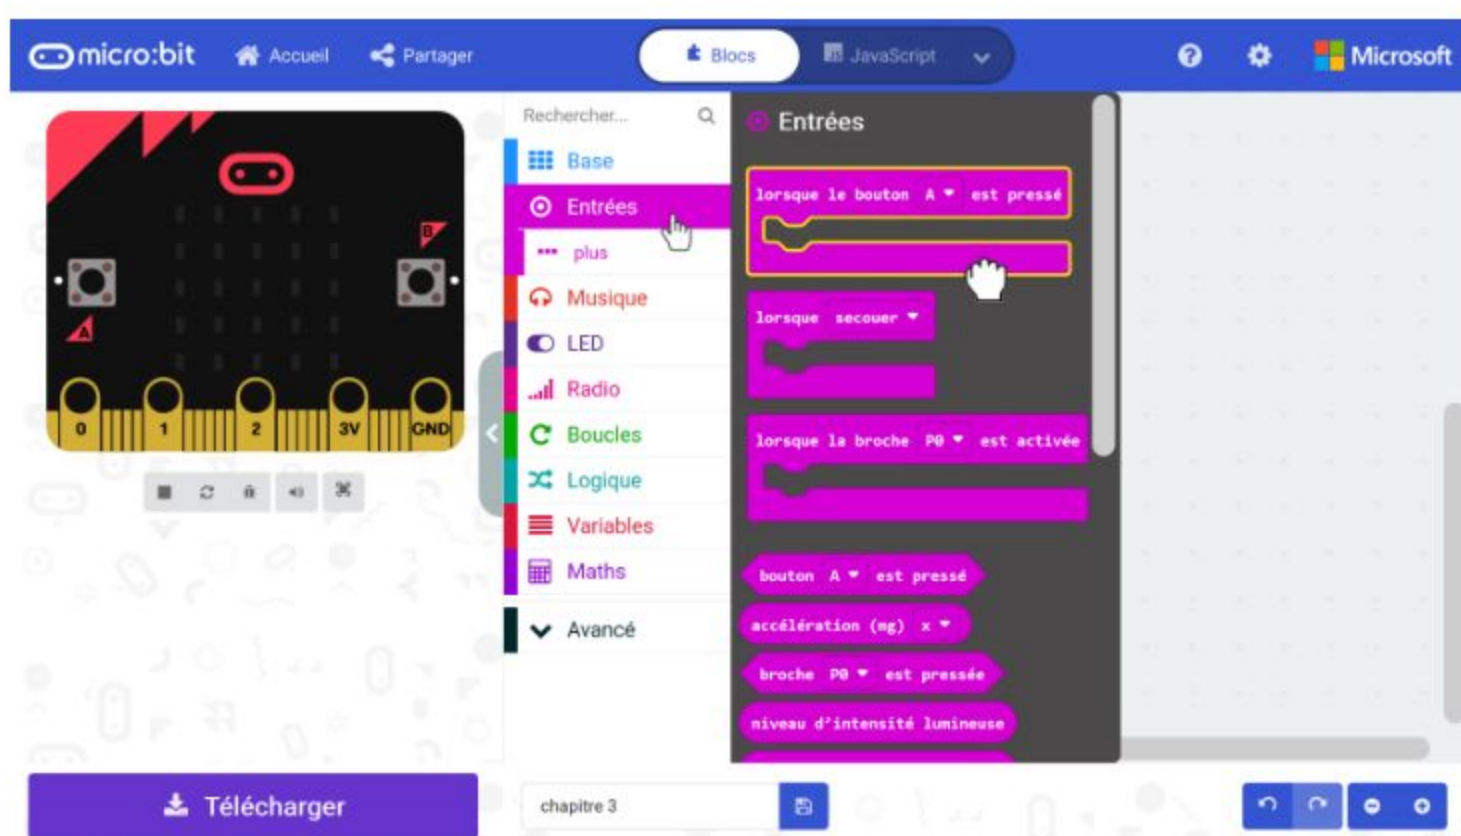 micro:bit
Accueil
Partager
Blocs
JavaScript
Microsoft
B
A
0 1 2 3V GND
Rechercher...
Base
Entrées
plus
Musique
LED
Radio
Boucles
Logique
Variables
Maths
Avancé
Entrées
lorsque le bouton A est pressé
lorsque secouer
lorsque la broche P0 est activée
bouton A est pressé
accélération (mg) x
broche P0 est pressée
niveau d'intensité lumineuse
Télécharger
chapitre 3